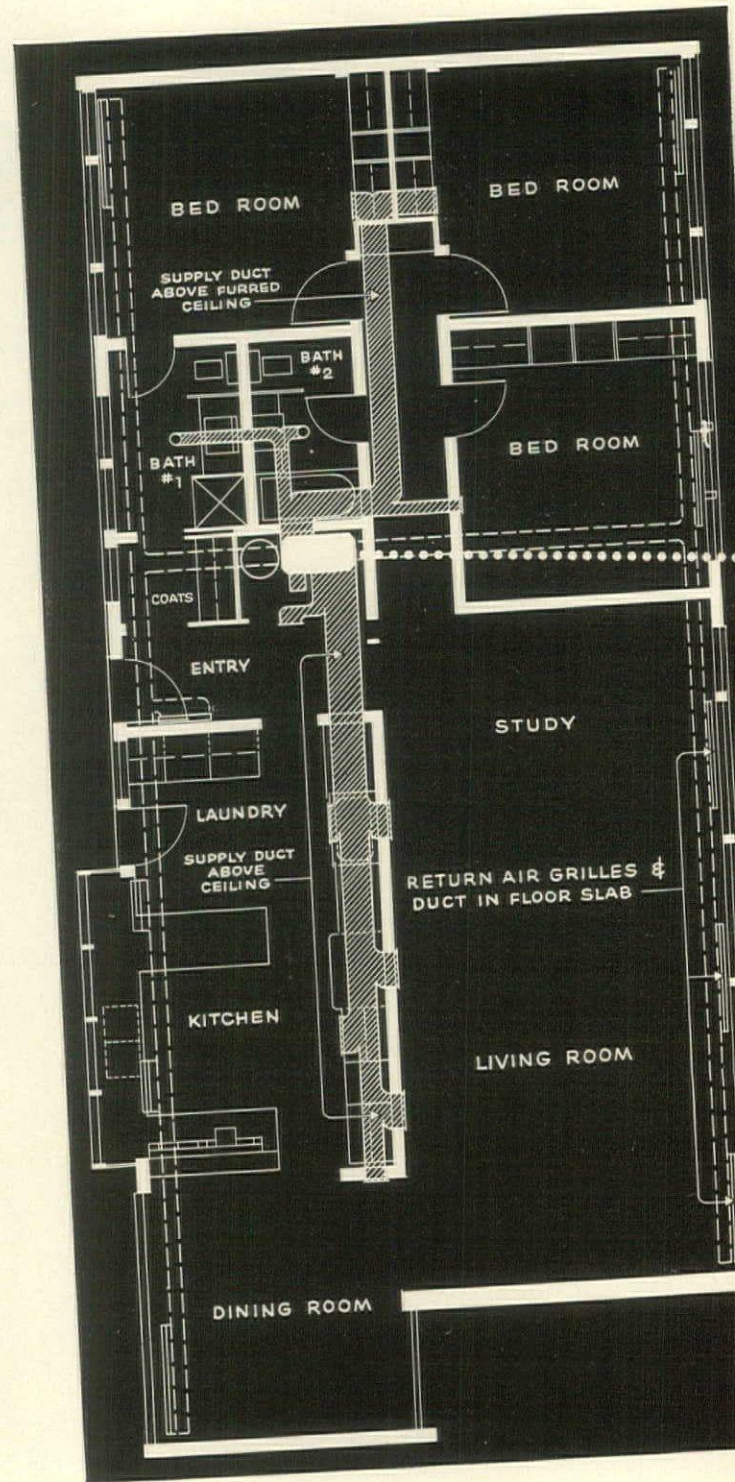 BED ROOM
BED ROOM
SUPPLY DUCT
ABOVE FURRED
CEILING
BATH
#2
BED ROOM
BATH
#1
COATS
ENTRY
STUDY
LAUNDRY
SUPPLY DUCT
ABOVE
CEILING
RETURN AIR GRILLES &
DUCT IN FLOOR SLAB
KITCHEN
LIVING ROOM
DINING ROOM